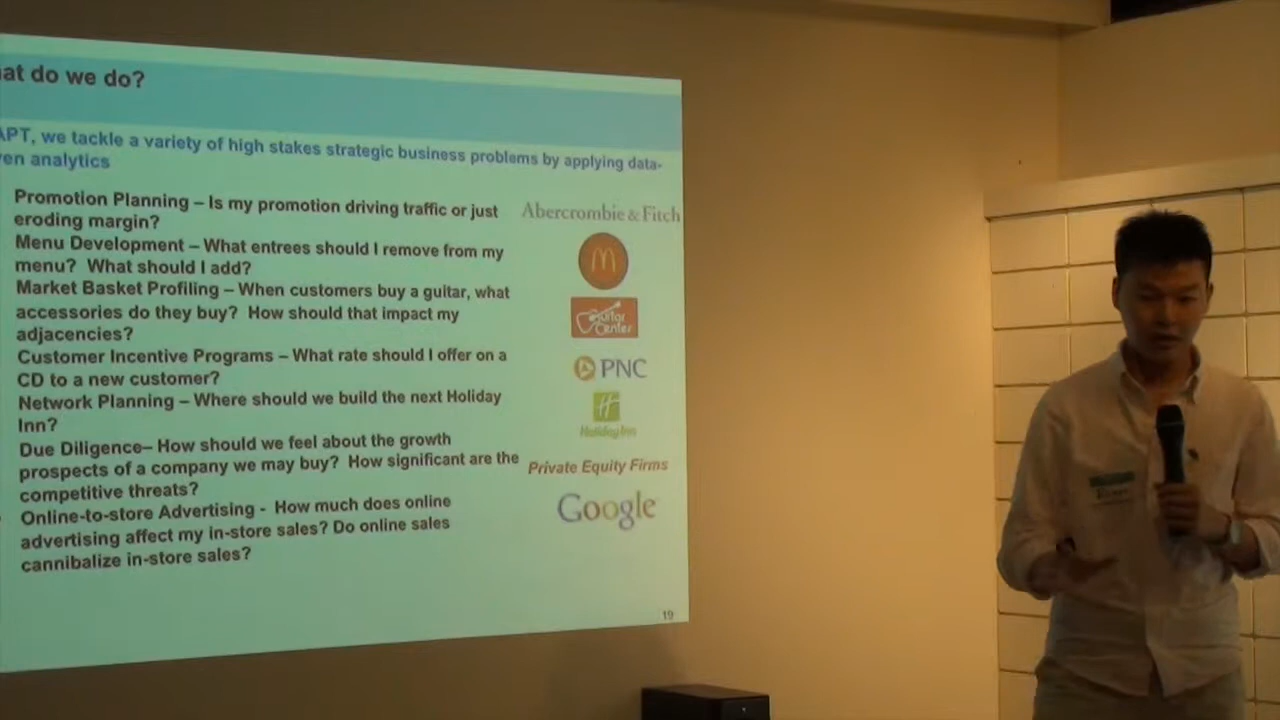 at do we do?
APT, we tackle a variety of high stakes strategic business problems by applying data-
ven analytics
Promotion Planning – Is my promotion driving traffic or just
eroding margin?
Abercrombie & Fitch
Menu Development – What entrees should I remove from my
menu? What should I add?
M
Market Basket Profiling – When customers buy a guitar, what
accessories do they buy? How should that impact my
adjacencies?
Guitar
Center
Customer Incentive Programs – What rate should I offer on a
CD to a new customer?
PNC
Network Planning – Where should we build the next Holiday
Inn?
H
Holiday Inn
Due Diligence– How should we feel about the growth
prospects of a company we may buy? How significant are the
competitive threats?
Private Equity Firms
Online-to-store Advertising - How much does online
advertising affect my in-store sales? Do online sales
cannibalize in-store sales?
Google
19